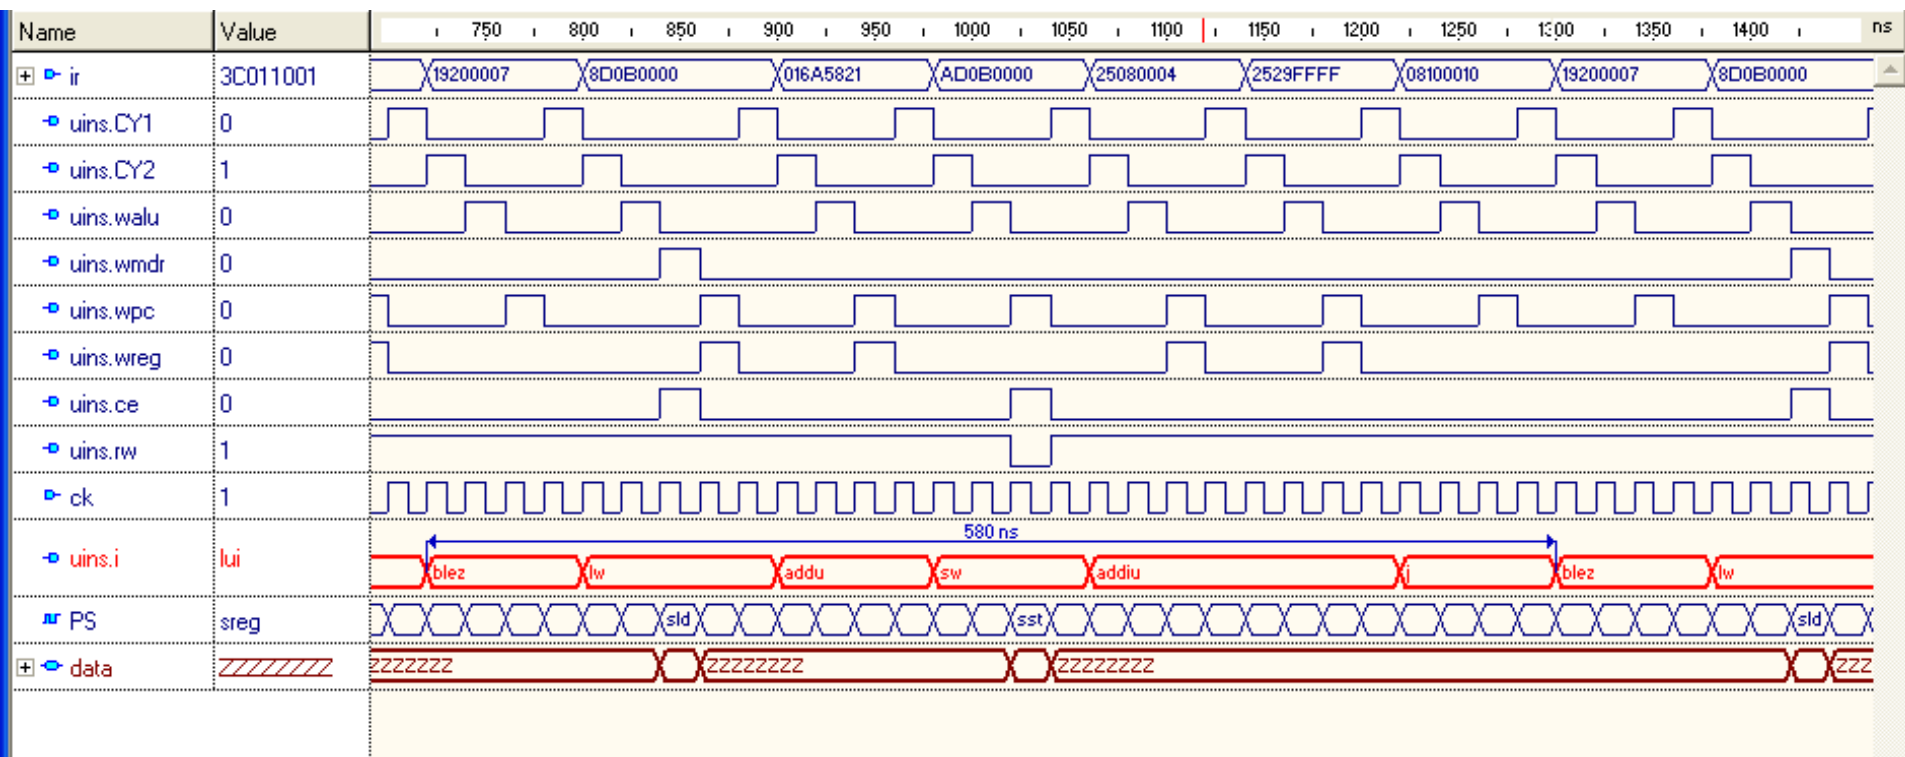 Name Value 750 800 850 900 950 1000 1050 1100 1150 1200 1250 1300 1350 1400 ns
ir 3C011001 19200007 8D0B0000 016A5821 AD0B0000 25080004 2529FFFF 08100010 19200007 8D0B0000
uins.CY1 0
uins.CY2 1
uins.walu 0
uins.wmdr 0
uins.wpc 0
uins.wreg 0
uins.ce 0
uins.rw 1
ck 1
580 ns
uins.i lui blez lw addu sw addiu j blez lw
PS sreg sld sst sld
data ZZZZZZZZ ZZZZZZZ ZZZZZZZZ ZZZZZZZZ ZZZ